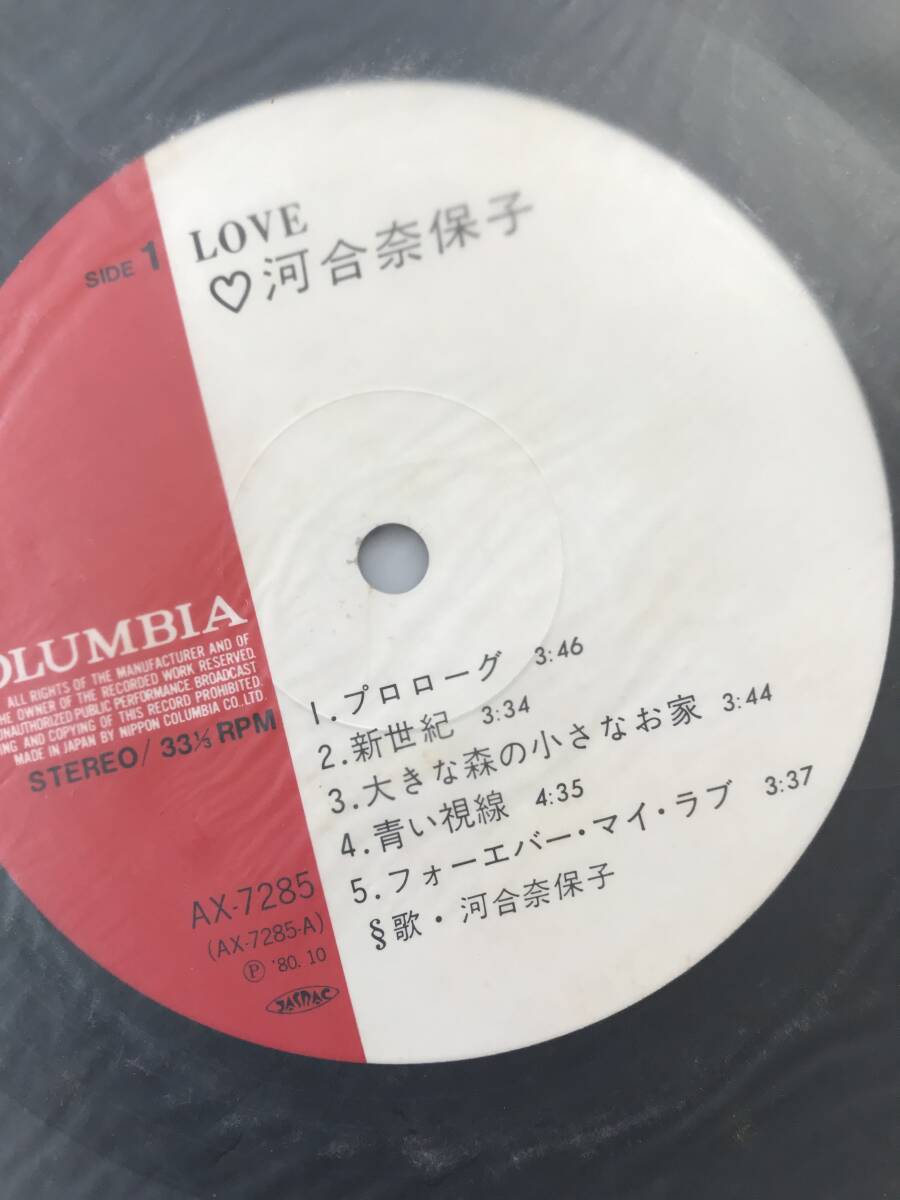 SIDE 1
LOVE
♡河合奈保子
OLUMBIA
ALL RIGHTS OF THE MANUFACTURER AND OF
THE OWNER OF THE RECORDED WORK RESERVED.
UNAUTHORIZED PUBLIC PERFORMANCE. BROADCAST
ING AND COPYING OF THIS RECORD PROHIBITED.
MADE IN JAPAN BY NIPPON COLUMBIA CO., LTD.
STEREO/33⅓ RPM
1.プロローグ 3:46
2.新世紀 3:34
3.大きな森の小さなお家 3:44
4.青い視線 4:35
5.フォーエバー・マイ・ラブ 3:37
§歌・河合奈保子
AX-7285
(AX-7285-A)
Ⓟ '80.10
JASRAC